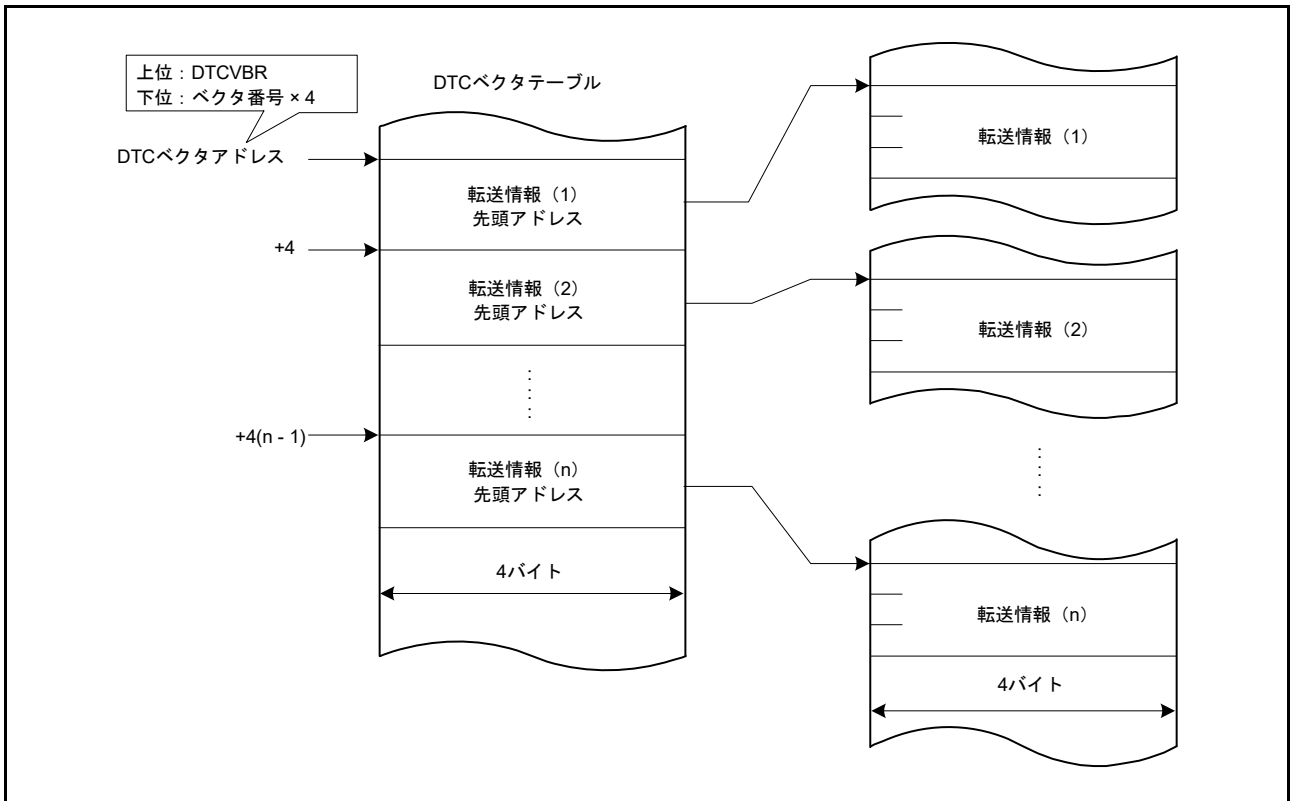 上位：DTCVBR
下位：ベクタ番号 × 4
DTCベクタテーブル
DTCベクタアドレス
転送情報（1）
先頭アドレス
+4
転送情報（2）
先頭アドレス
+4(n - 1)
転送情報（n）
先頭アドレス
4バイト
転送情報（1）
転送情報（2）
転送情報（n）
4バイト